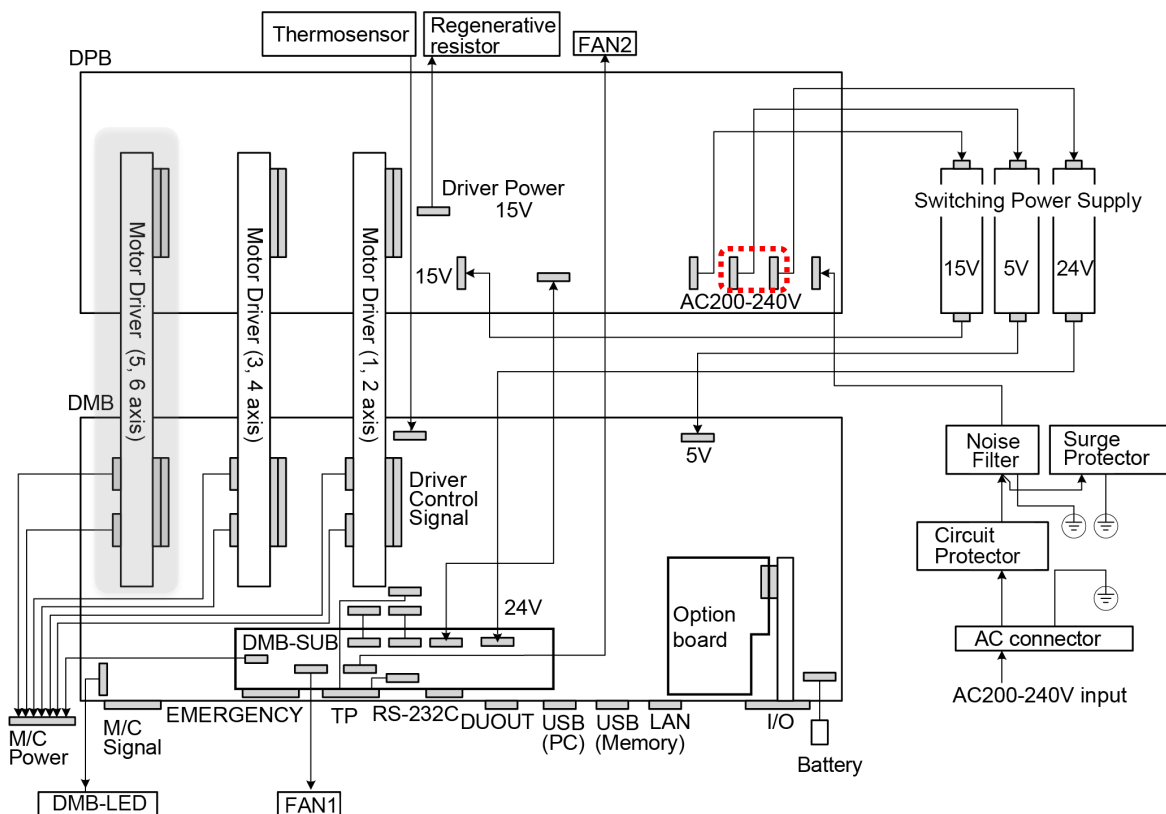 Thermosensor
Regenerative
resistor
FAN2
DPB
Driver Power
15V
Switching Power Supply
15V
5V
24V
15V
AC200-240V
Motor Driver (5, 6 axis)
Motor Driver (3, 4 axis)
Motor Driver (1, 2 axis)
DMB
5V
Noise
Filter
Surge
Protector
Driver
Control
Signal
Circuit
Protector
24V
Option
board
DMB-SUB
AC connector
AC200-240V input
EMERGENCY
TP
RS-232C
DUOUT
USB
(PC)
USB
(Memory)
LAN
I/O
M/C
Power
M/C
Signal
Battery
DMB-LED
FAN1